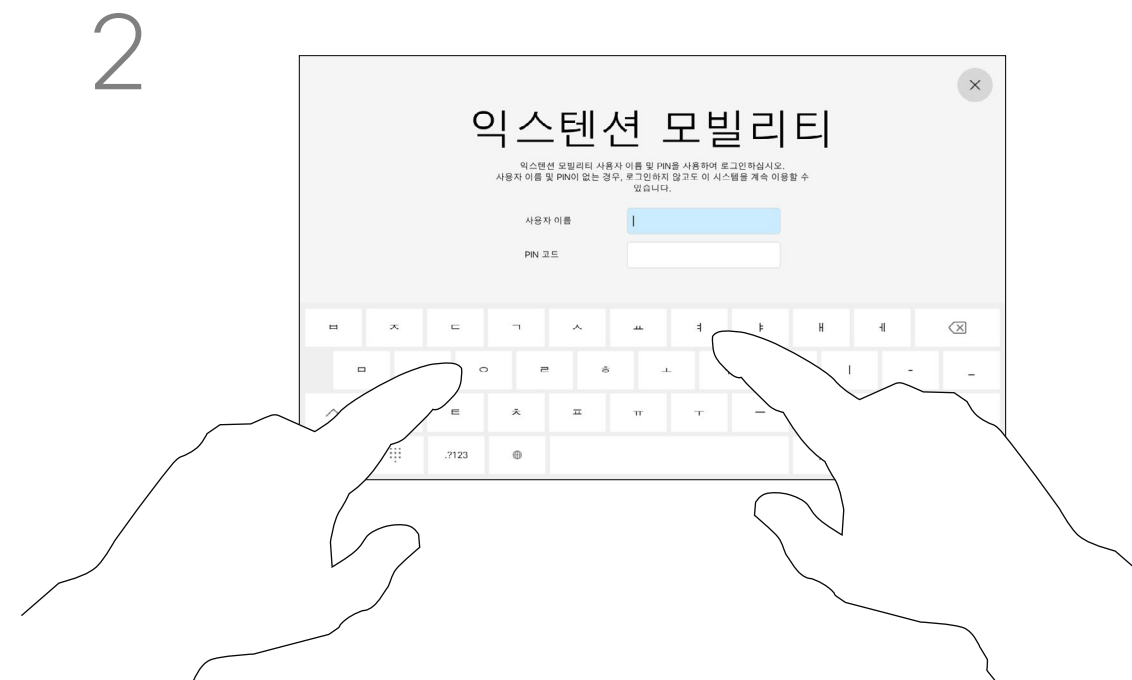 2
익스텐션 모빌리티
익스텐션 모빌리티 사용자 이름 및 PIN을 사용하여 로그인하십시오.
사용자 이름 및 PIN이 없는 경우, 로그인하지 않고도 이 시스템을 계속 이용할 수
있습니다.
사용자 이름
PIN 코드
ㅂ ㅈ ㄷ ㄱ ㅅ ㅛ ㅕ ㅑ ㅐ ㅔ
ㅁ ㅇ ㄹ ㅎ ㅗ ㅣ - _
ㅌ ㅊ ㅍ ㅠ ㅜ ㅡ
.?123